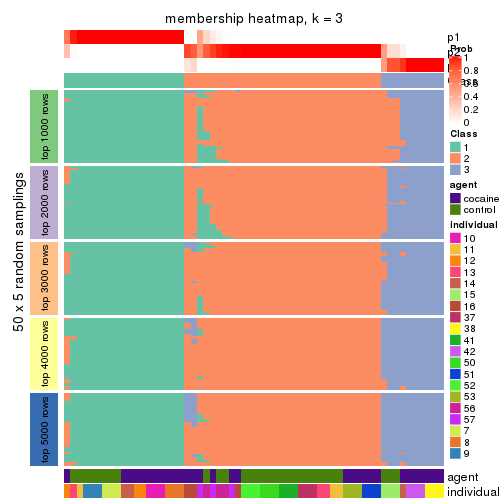 membership heatmap, k = 3
p1
p2
Prob
1
0.8
0.6
0.4
0.2
0
Class
1
2
3
agent
cocaine
control
individual
10
11
12
13
14
15
16
37
38
41
42
50
51
52
53
56
57
7
8
9
50 x 5 random samplings
top 1000 rows
top 2000 rows
top 3000 rows
top 4000 rows
top 5000 rows
agent
individual